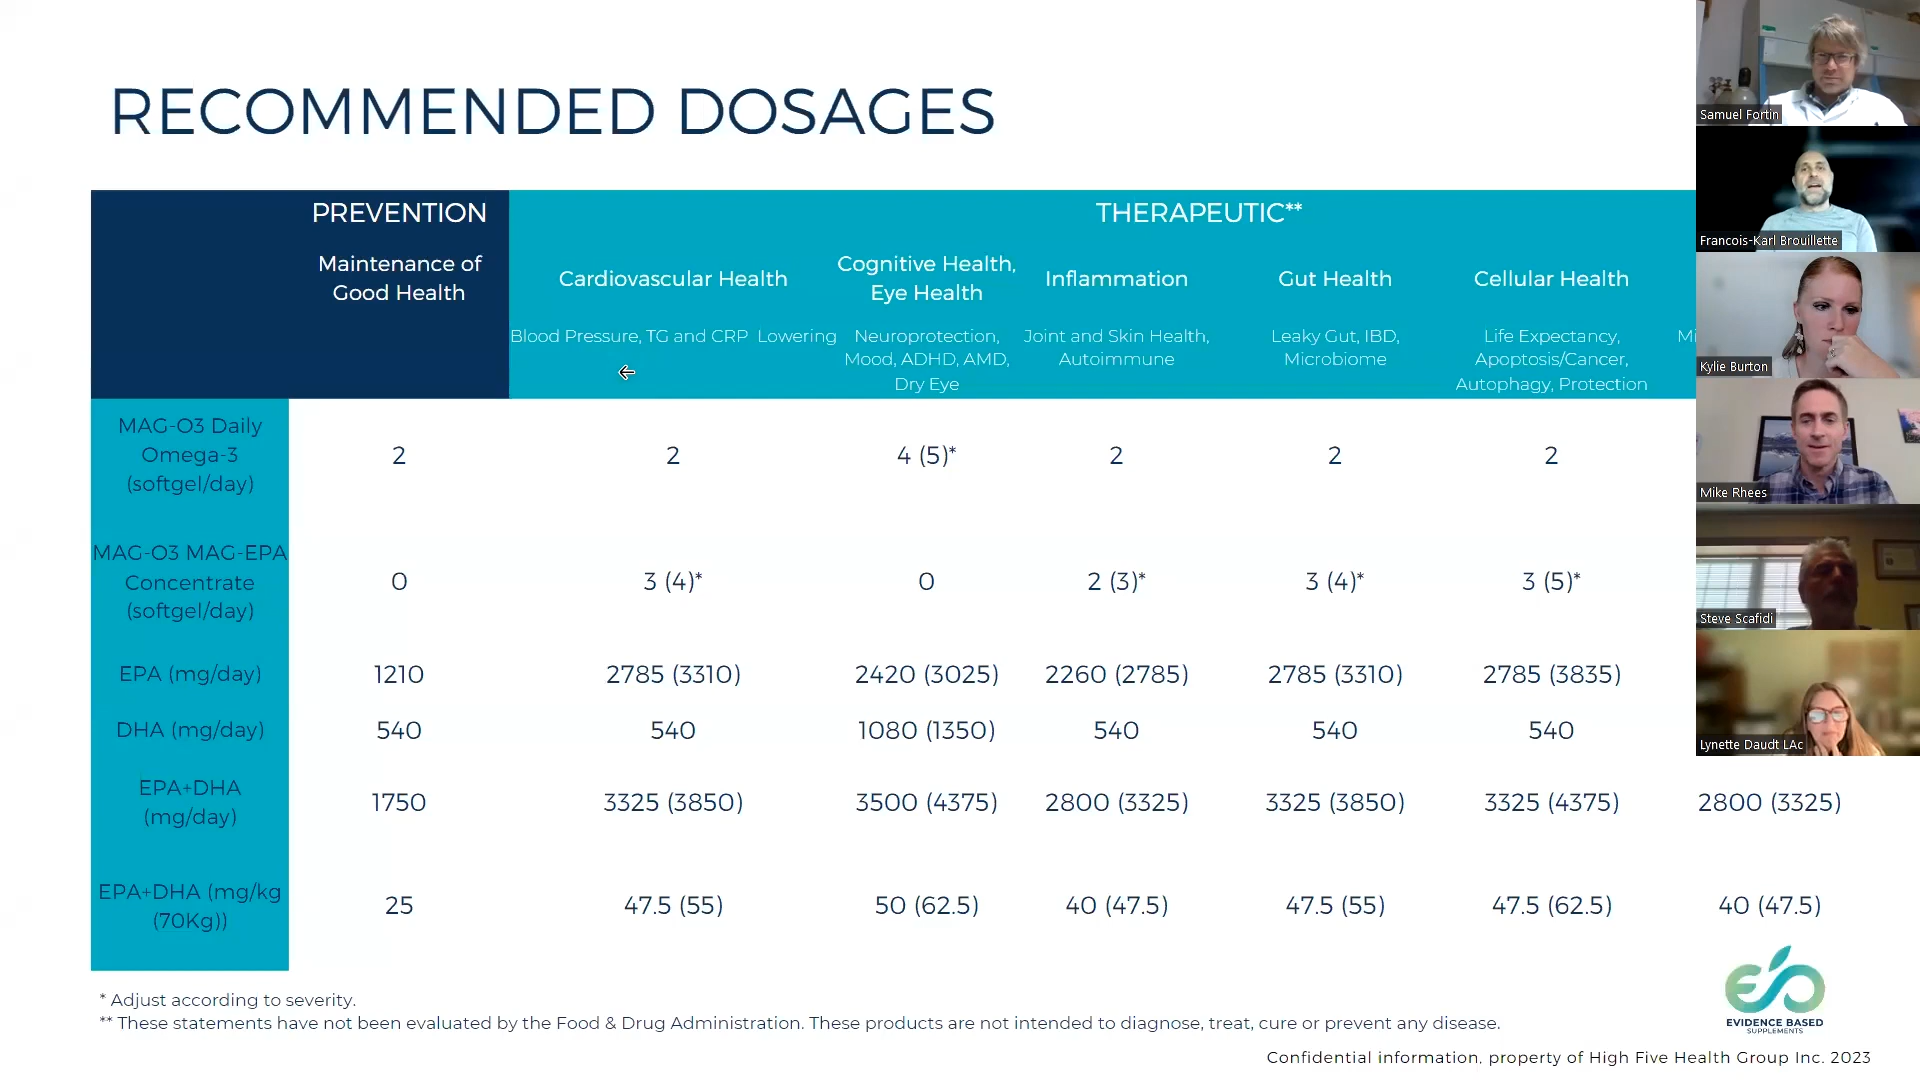 RECOMMENDED DOSAGES
PREVENTION
THERAPEUTIC**
Maintenance of
Good Health
Cardiovascular Health
Cognitive Health,
Eye Health
Inflammation
Gut Health
Cellular Health
Blood Pressure, TG and CRP Lowering
Neuroprotection,
Mood, ADHD, AMD,
Dry Eye
Joint and Skin Health,
Autoimmune
Leaky Gut, IBD,
Microbiome
Life Expectancy,
Apoptosis/Cancer,
Autophagy, Protection
MAG-O3 Daily
Omega-3
(softgel/day)
2 2 4 (5)* 2 2 2
MAG-O3 MAG-EPA
Concentrate
(softgel/day)
0 3 (4)* 0 2 (3)* 3 (4)* 3 (5)*
EPA (mg/day) 1210 2785 (3310) 2420 (3025) 2260 (2785) 2785 (3310) 2785 (3835)
DHA (mg/day) 540 540 1080 (1350) 540 540 540
EPA+DHA
(mg/day)
1750 3325 (3850) 3500 (4375) 2800 (3325) 3325 (3850) 3325 (4375) 2800 (3325)
EPA+DHA (mg/kg
(70Kg))
25 47.5 (55) 50 (62.5) 40 (47.5) 47.5 (55) 47.5 (62.5) 40 (47.5)
* Adjust according to severity.
** These statements have not been evaluated by the Food & Drug Administration. These products are not intended to diagnose, treat, cure or prevent any disease.
EVIDENCE BASED
SUPPLEMENTS
Confidential information, property of High Five Health Group Inc. 2023
Samuel Fortin
Francois-Karl Brouillette
Kylie Burton
Mike Rhees
Steve Scafidi
Lynette Daudt LAc